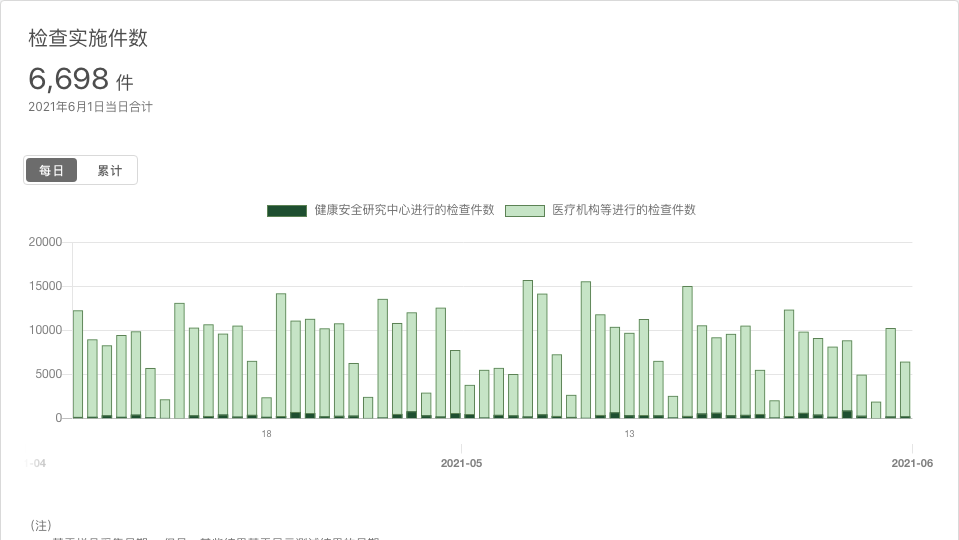 检查实施件数
6,698 件
2021年6月1日当日合计
每日 累计
健康安全研究中心进行的检查件数 医疗机构等进行的检查件数
20000
15000
10000
5000
0
18 13
-04 2021-05 2021-06
(注)